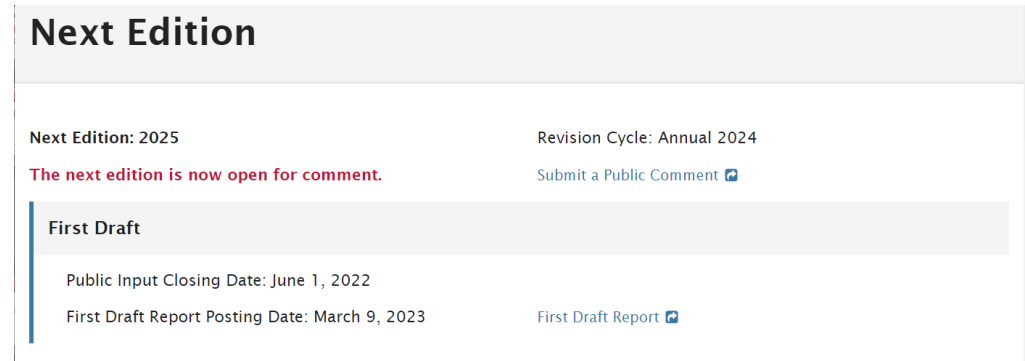 Next Edition
Next Edition: 2025
Revision Cycle: Annual 2024
The next edition is now open for comment.
Submit a Public Comment
First Draft
Public Input Closing Date: June 1, 2022
First Draft Report Posting Date: March 9, 2023
First Draft Report